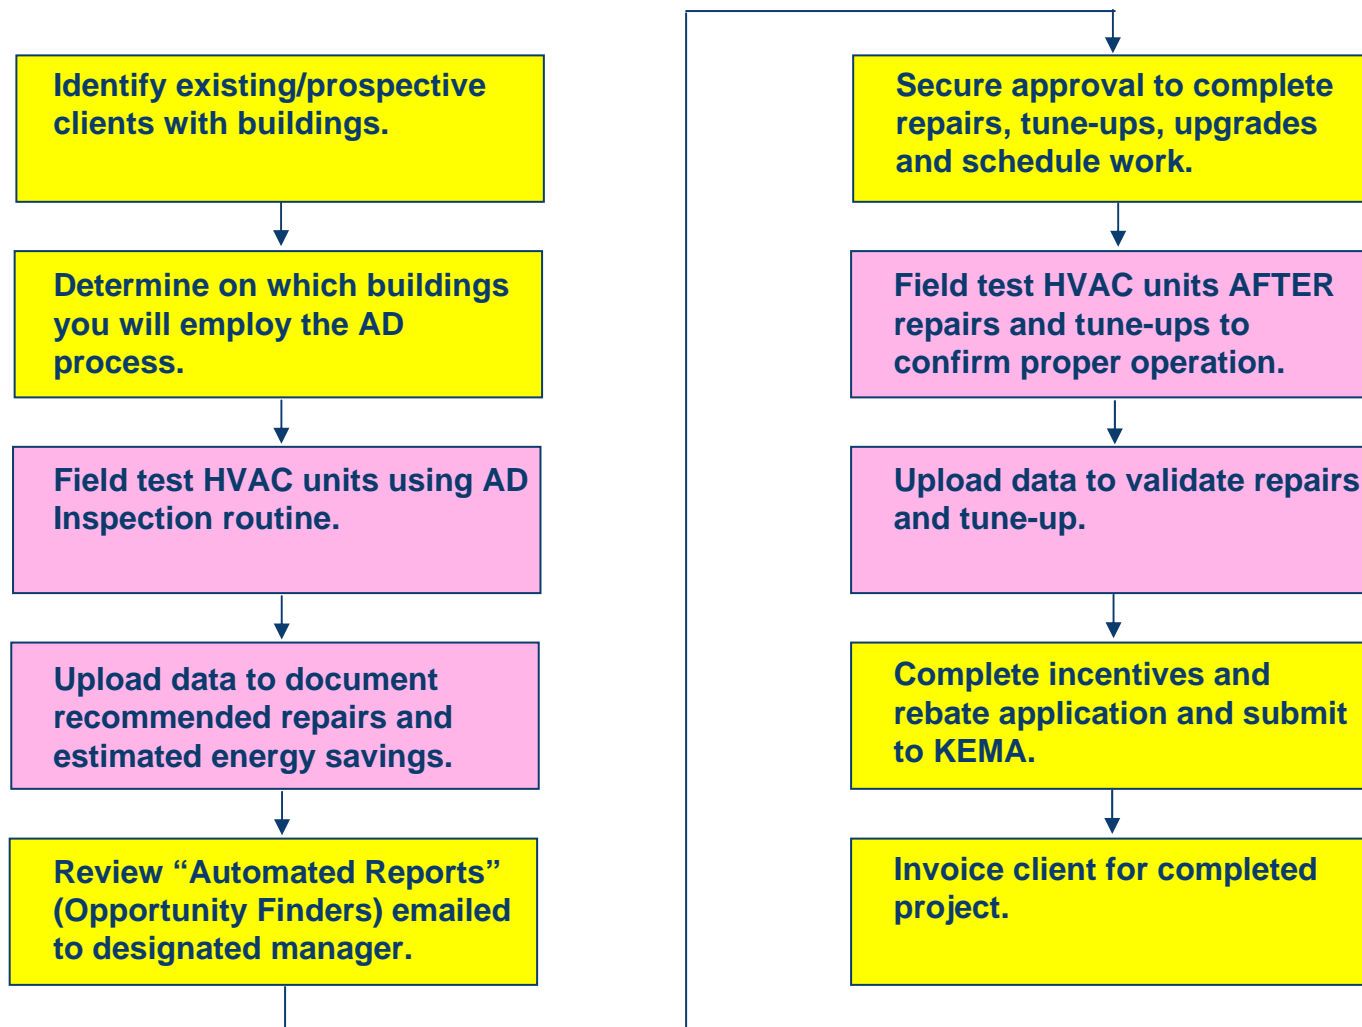 Identify existing/prospective
clients with buildings.
Determine on which buildings
you will employ the AD
process.
Field test HVAC units using AD
Inspection routine.
Upload data to document
recommended repairs and
estimated energy savings.
Review “Automated Reports”
(Opportunity Finders) emailed
to designated manager.
Secure approval to complete
repairs, tune-ups, upgrades
and schedule work.
Field test HVAC units AFTER
repairs and tune-ups to
confirm proper operation.
Upload data to validate repairs
and tune-up.
Complete incentives and
rebate application and submit
to KEMA.
Invoice client for completed
project.